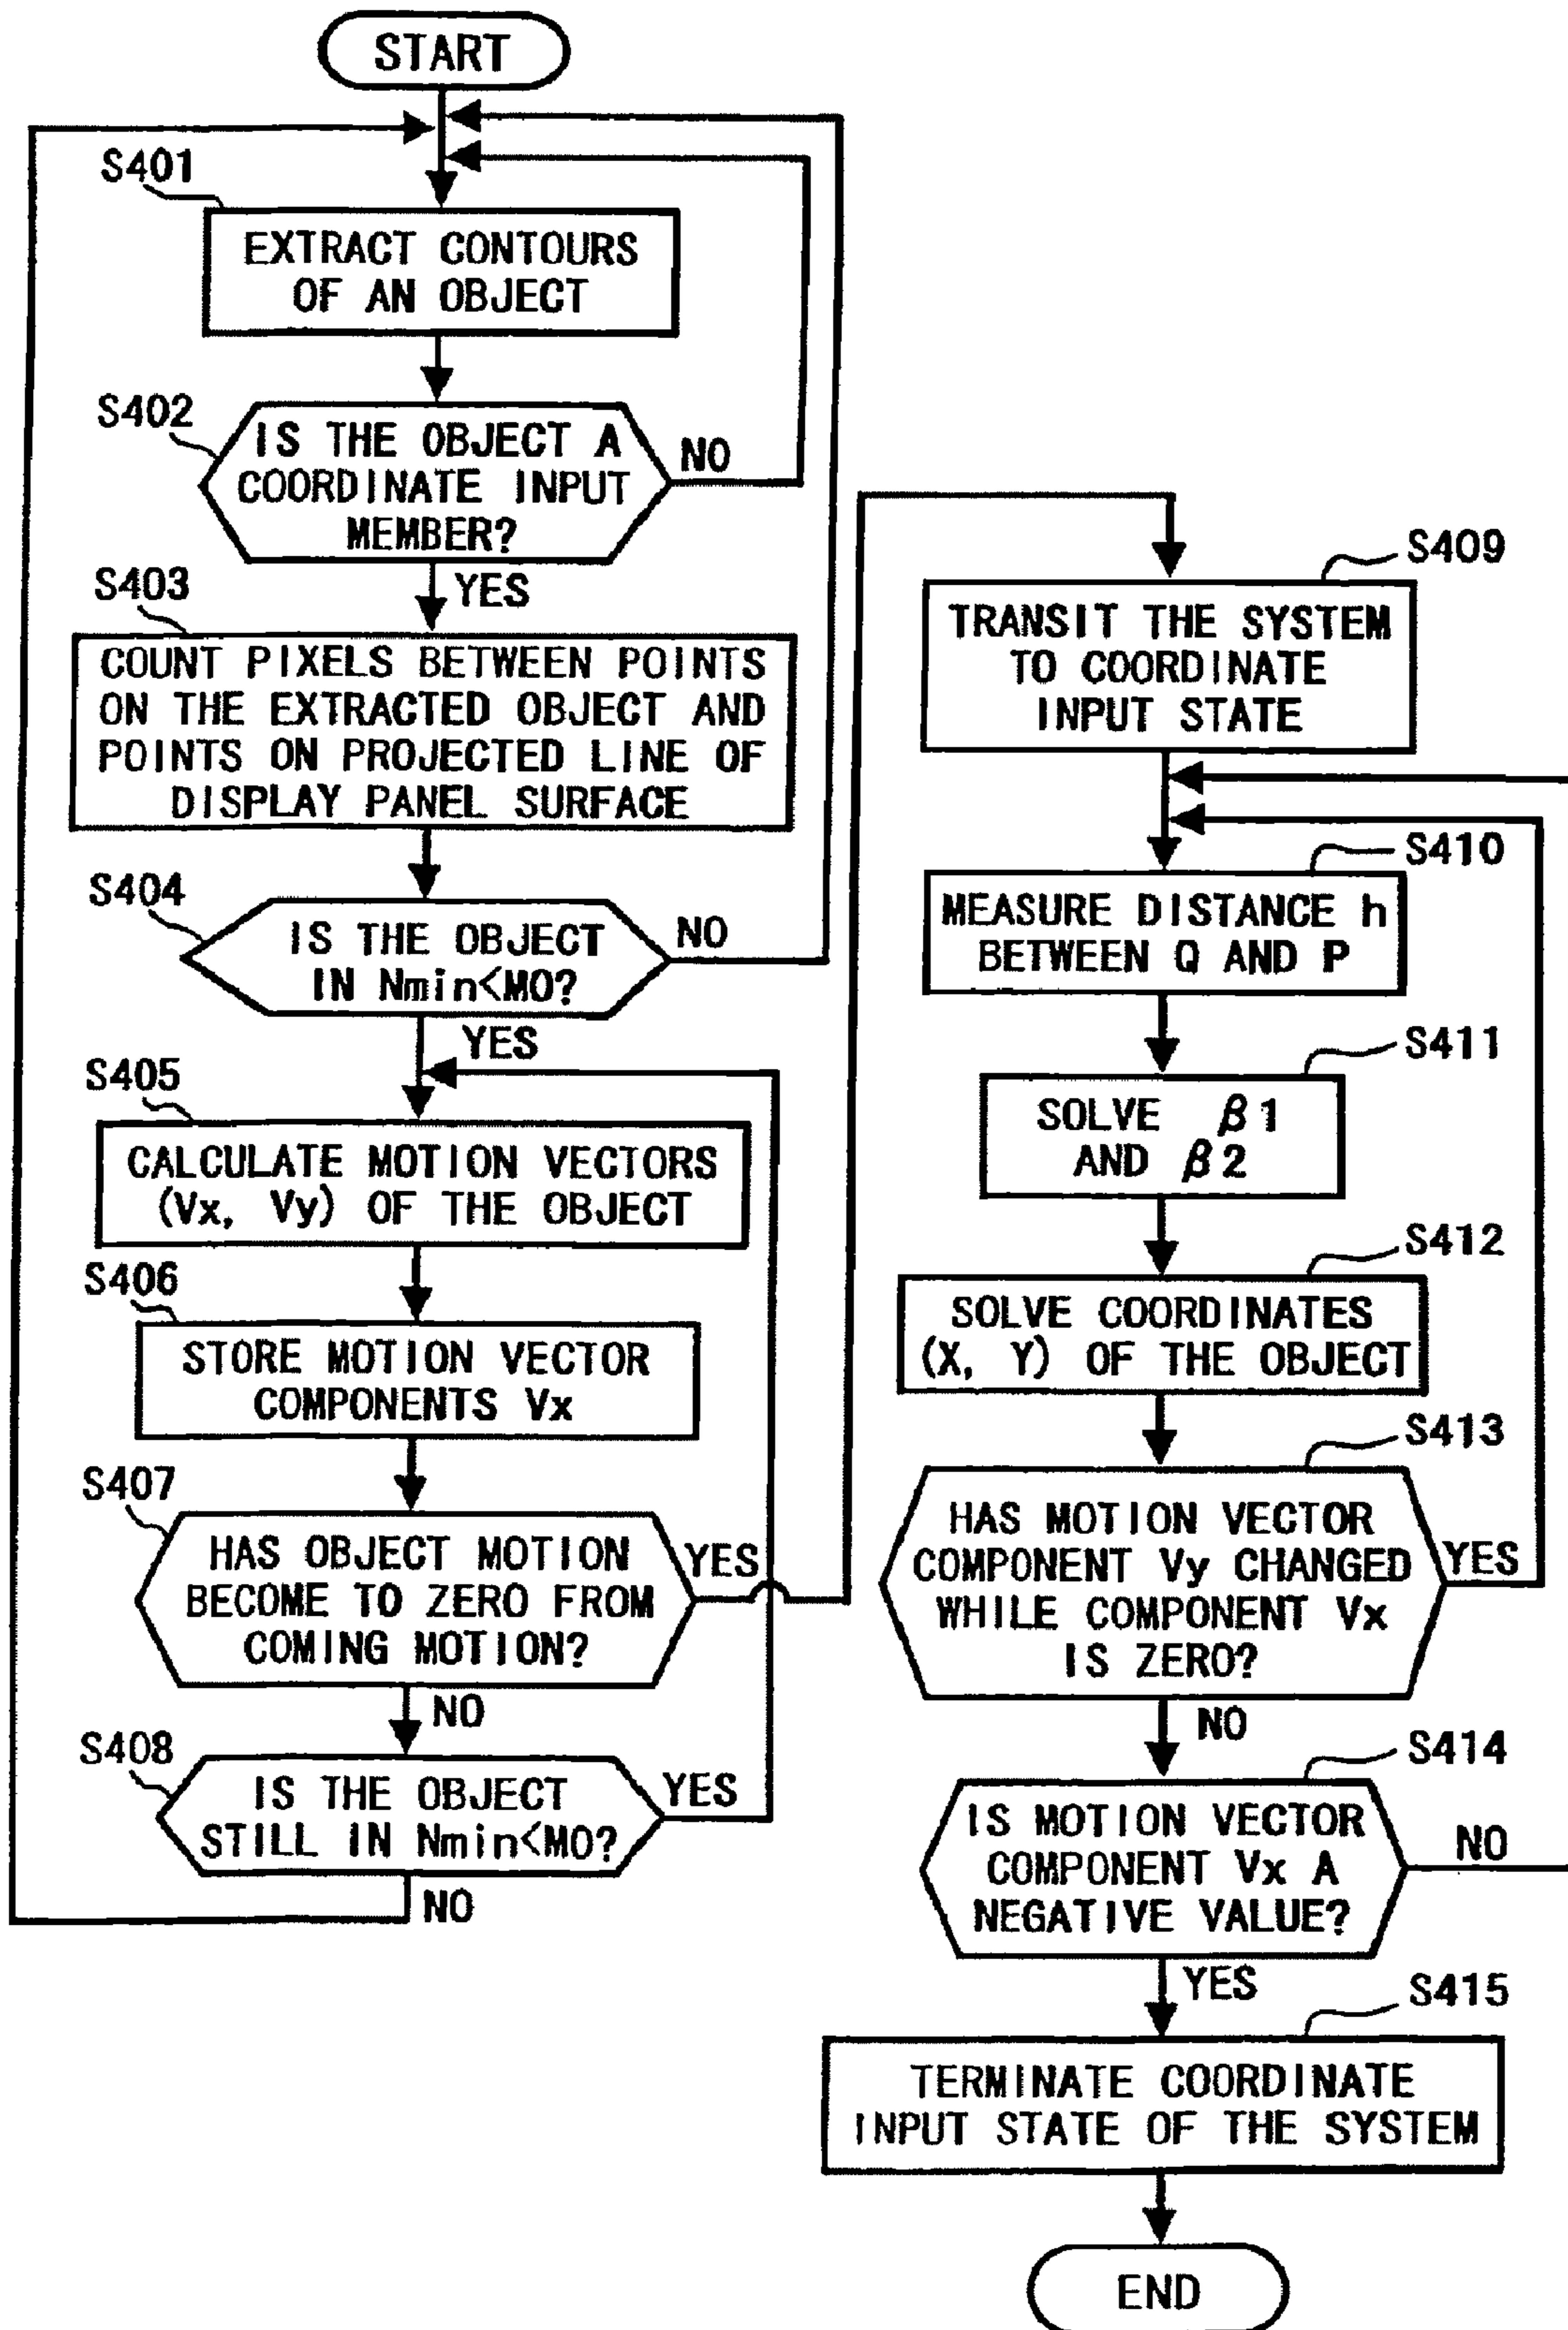 START
S401
EXTRACT CONTOURS
OF AN OBJECT
S402
IS THE OBJECT A
COORDINATE INPUT
MEMBER?
NO
YES
S403
COUNT PIXELS BETWEEN POINTS
ON THE EXTRACTED OBJECT AND
POINTS ON PROJECTED LINE OF
DISPLAY PANEL SURFACE
S404
IS THE OBJECT
IN Nmin<M0?
NO
YES
S405
CALCULATE MOTION VECTORS
(Vx, Vy) OF THE OBJECT
S406
STORE MOTION VECTOR
COMPONENTS Vx
S407
HAS OBJECT MOTION
BECOME TO ZERO FROM
COMING MOTION?
YES
NO
S408
IS THE OBJECT
STILL IN Nmin<M0?
YES
NO
S409
TRANSIT THE SYSTEM
TO COORDINATE
INPUT STATE
S410
MEASURE DISTANCE h
BETWEEN Q AND P
S411
SOLVE β1
AND β2
S412
SOLVE COORDINATES
(X, Y) OF THE OBJECT
S413
HAS MOTION VECTOR
COMPONENT Vy CHANGED
WHILE COMPONENT Vx
IS ZERO?
YES
NO
S414
IS MOTION VECTOR
COMPONENT Vx A
NEGATIVE VALUE?
NO
YES
S415
TERMINATE COORDINATE
INPUT STATE OF THE SYSTEM
END